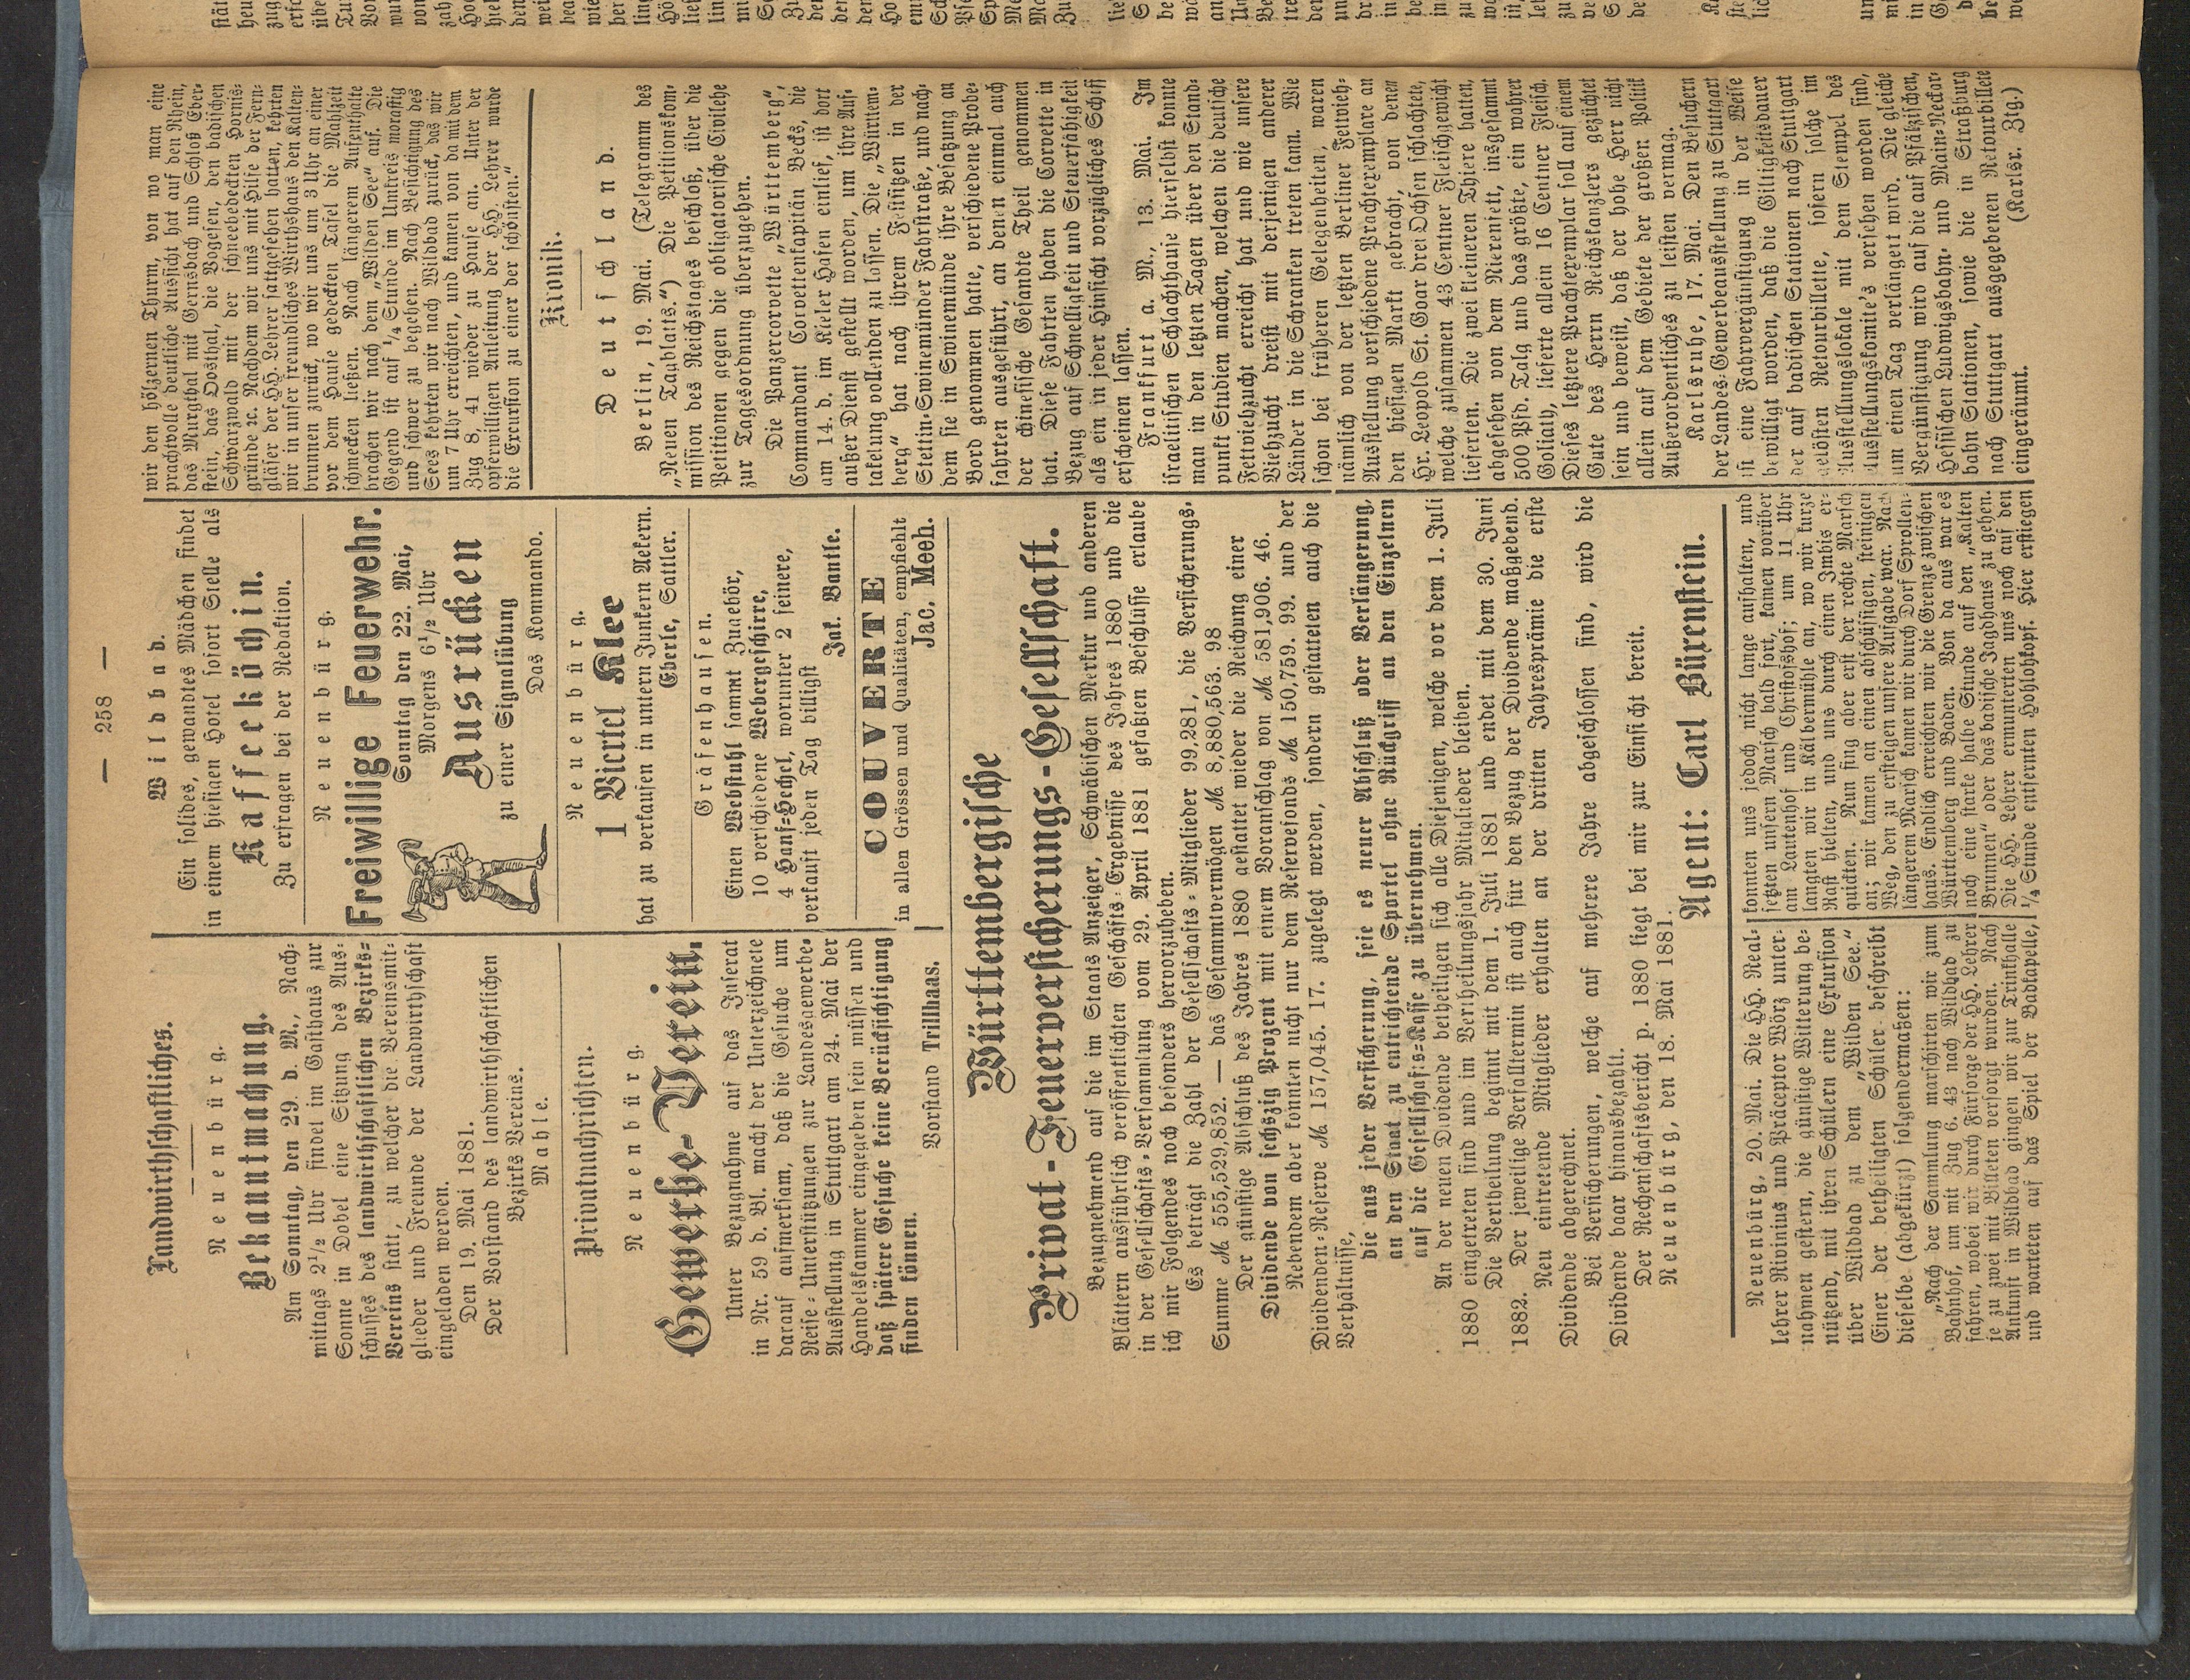 — 258 —
Landwirthschaftliches.
Neuenbürg.
Bekanntmachung.
Am Sonntag, den 29. d. M., Nach-
mittags 2½ Uhr findet im Gasthaus zur
Sonne in Dobel eine Sitzung des Aus-
schusses des landwirthschaftlichen Bezirks-
Vereins statt, zu welcher die Vereinsmit-
glieder und Freunde der Landwirthschaft
eingeladen werden.
Den 19. Mai 1881.
Der Vorstand des landwirthschaftlichen
Bezirks Vereins.
Mahle.
Privatnachrichten.
Neuenbürg.
Gewerbe-Verein.
Unter Bezugnahme auf das Inserat
in Nr. 59 d. Bl. macht der Unterzeichnete
darauf aufmerksam, daß die Gesuche um
Reise-Unterstützungen zur Landesgewerbe-
Ausstellung in Stuttgart am 24. Mai der
Handelskammer eingegeben sein müssen und
daß spätere Gesuche keine Berücksichtigung
finden können.
Vorstand Trillhaas.
Wildbad.
Ein solides, gewandtes Mädchen findet
in einem hiesigen Hotel sofort Stelle als
Kaffeeköchin.
Zu erfragen bei der Redaktion.
Neuenbürg.
Freiwillige Feuerwehr.
Sonntag den 22. Mai,
Morgens 6½ Uhr
Ausrücken
zu einer Signalübung
Das Kommando.
Neuenbürg.
1 Viertel Klee
hat zu verkaufen in untern Junkern Aekern.
Eberle, Sattler.
Gräfenhausen.
Einen Webstuhl sammt Zugehör,
10 verschiedene Webergeschirre,
4 Hanf-Hechel, worunter 2 feinere,
verkauft jeden Tag billigst
Jak. Bantle.
COUVERTE
in allen Grössen und Qualitäten, empfiehlt
Jac. Meeh.
Württembergische
Privat-Feuerversicherungs-Gesellschaft.
Bezugnehmend auf die im Staats Anzeiger, Schwäbischen Merkur und anderen
Blättern ausführlich veröffentlichten Geschäfts-Ergebnisse des Jahres 1880 und die
in der Gesellschafts-Versammlung vom 29. April 1881 gefaßten Beschlüsse erlaube
ich mir Folgendes noch besonders hervorzuheben.
Es beträgt die Zahl der Gesellschafts-Mitglieder 99,281, die Versicherungs-
Summe M. 555,529,852. — das Gesammtvermögen M. 8,880,563. 98
Der günstige Abschluß des Jahres 1880 gestattet wieder die Reichung einer
Dividende von sechszig Prozent mit einem Voranschlag von M. 581,906. 46.
Nebendem aber konnten nicht nur dem Reservefonds M. 150,759. 99. und der
Dividenden-Reserve M. 157,045. 17. zugelegt werden, sondern gestatteten auch die
Verhältnisse,
die aus jeder Versicherung, seie es neuer Abschluß oder Verlängerung,
an den Staat zu entrichtende Sportel ohne Rückgriff an den Einzelnen
auf die Gesellschafts-Kasse zu übernehmen.
An der neuen Dividende betheiligen sich alle Diejenigen, welche vor dem 1. Juli
1880 eingetreten sind und im Vertheilungsjahr Mitglieder bleiben.
Die Vertheilung beginnt mit dem 1. Juli 1881 und endet mit dem 30. Juni
1882. Der jeweilige Verfalltermin ist auch für den Bezug der Dividende maßgebend.
Neu eintretende Mitglieder erhalten an der dritten Jahresprämie die erste
Dividende abgerechnet.
Bei Versicherungen, welche auf mehrere Jahre abgeschlossen sind, wird die
Dividende baar hinausbezahlt.
Der Rechenschaftsbericht p. 1880 liegt bei mir zur Einsicht bereit.
Neuenbürg, den 18. Mai 1881.
Agent: Carl Büxenstein.
Neuenbürg, 20. Mai. Die HH. Real-
lehrer Rivinius und Präceptor Wörz unter-
nahmen gestern, die günstige Witterung be-
nützend, mit ihren Schülern eine Exkursion
über Wildbad zu dem „Wilden See.“
Einer der betheiligten Schüler beschreibt
dieselbe (abgekürzt) folgendermaßen:
„Nach der Sammlung marschirten wir zum
Bahnhof, um mit Zug 6. 43 nach Wildbad zu
fahren, wobei wir durch Fürsorge der HH. Lehrer
je zu zwei mit Billeten versorgt wurden. Nach
Ankunft in Wildbad gingen wir zur Trinkhalle
und warteten auf das Spiel der Badkapelle,
konnten uns jedoch nicht lange aufhalten, und
setzten unsern Marsch bald fort, kamen vorüber
am Lautenhof und Christofshof; um 11 Uhr
langten wir in Kälbermühle an, wo wir kurze
Rast hielten, und uns durch einen Imbis er-
quickten. Nun fing aber erst der rechte Marsch
an; wir kamen an einen abschüssigen, steinigen
Weg, den zu ersteigen unsere Aufgabe war. Nach
längerem Marsch kamen wir durch Dorf Sprollen-
haus. Endlich erreichten wir die Grenze zwischen
Württemberg und Baden. Von da aus war es
noch eine starke halbe Stunde auf den „Kalten
Brunnen“ oder das badische Jagdhaus zu gehen.
Die HH. Lehrer ermunterten uns noch auf den
¼ Stunde entfernten Hohlohkopf. Hier erstiegen
wir den hölzernen Thurm, von wo man eine
prachtvolle deutliche Aussicht hat auf den Rhein,
das Murgthal mit Gernsbach und Schloß Eber-
stein, das Oosthal, die Vogesen, den badischen
Schwarzwald mit der schneebedeckten Hornis-
gründe 2c. Nachdem wir uns mit Hilfe der Fern-
gläser der HH. Lehrer sattgesehen hatten, kehrten
wir in unser freundliches Wirthshaus den Kalten-
brunnen zurück, wo wir uns um 3 Uhr an einer
vor dem Hause gedeckten Tafel die Mahlzeit
schmecken ließen. Nach längerem Aufenthalte
brachen wir nach dem „Wilden See“ auf. Die
Gegend ist auf ¼ Stunde im Umkreis morastig
und schwer zu begehen. Nach Besichtigung des
Sees kehrten wir nach Wildbad zurück, das wir
um 7 Uhr erreichten, und kamen von da mit dem
Zug 8, 41 wieder zu Hause an. Unter der
opferwilligen Anleitung der HH. Lehrer wurde
die Exkursion zu einer der schönsten.“
Kronik.
Deutschland.
Berlin, 19. Mai. (Telegramm des
„Neuen Tagblatts.“) Die Petitionskom-
mission des Reichstages beschloß, über die
Petitionen gegen die obligatorische Civilehe
zur Tagesordnung überzugehen.
Die Panzercorvette „Württemberg“,
Commandant Corvettenkapitän Becks, die
am 14. d. im Kieler Hafen einlief, ist dort
außer Dienst gestellt worden, um ihre Auf-
takelung vollenden zu lassen. Die „Württem-
berg“ hat nach ihrem Festsitzen in der
Stettin-Swinemünder Fahrstraße, und nach-
dem sie in Swinemünde ihre Besatzung an
Bord genommen hatte, verschiedene Probe-
fahrten ausgeführt, an denen einmal auch
der chinesische Gesandte Theil genommen
hat. Diese Fahrten haben die Corvette in
Bezug auf Schnelligkeit und Steuerfähigkeit
als ein in jeder Hinsicht vorzügliches Schiff
erscheinen lassen.
Frankfurt a. M., 13. Mai. Im
israelitischen Schlachthause hierselbst konnte
man in den letzten Tagen über den Stand-
punkt Studien machen, welchen die deutsche
Fettviehzucht erreicht hat und wie unsere
Viehzucht dreist mit derjenigen anderer
Länder in die Schranken treten kann. Wie
schon bei früheren Gelegenheiten, waren
nämlich von der letzten Berliner Fettvieh-
Ausstellung verschiedene Prachtexemplare an
den hiesigen Markt gebracht, von denen
Hr. Leopold St. Goar drei Ochsen schlachtete,
welche zusammen 43 Centner Fleischgewicht
lieferten. Die zwei kleineren Thiere hatten,
abgesehen von dem Nierenfett, insgesammt
500 Pfd. Talg und das größte, ein wahrer
Goliath, lieferte allein 16 Centner Fleisch.
Dieses letztere Prachtexemplar soll auf einem
Gute des Herrn Reichskanzlers gezüchtet
sein und beweist, daß der hohe Herr nicht
allein auf dem Gebiete der großen Politik
Außerordentliches zu leisten vermag.
Karlsruhe, 17. Mai. Den Besuchern
der Landes-Gewerbeausstellung zu Stuttgart
ist eine Fahrvergünstigung in der Weise
bewilligt worden, daß die Giltigkeitsdauer
der auf badischen Stationen nach Stuttgart
gelösten Retourbillette, sofern solche im
Ausstellungslokale mit dem Stempel des
Ausstellungskomite's versehen worden sind,
um einen Tag verlängert wird. Die gleiche
Vergünstigung wird auf die auf Pfälzischen,
Hessischen Ludwigsbahn- und Main-Neckar-
bahn Stationen, sowie die in Straßburg
nach Stuttgart ausgegebenen Retourbillete
eingeräumt. (Karlsr. Ztg.)